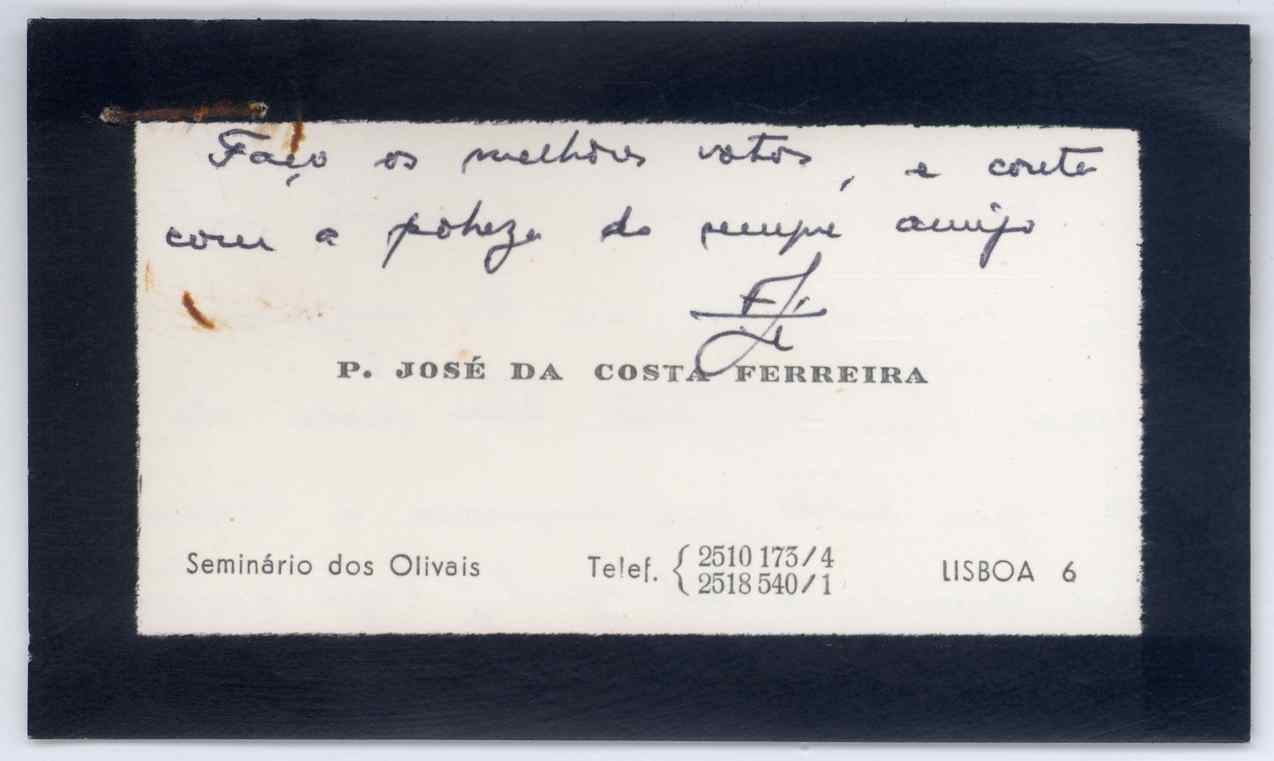 Faço os melhores votos, e conte
com a pobreza do sempre amigo
P. JOSÉ DA COSTA FERREIRA
Seminário dos Olivais Telef. { 2510 173/4 LISBOA 6
2518 540/1